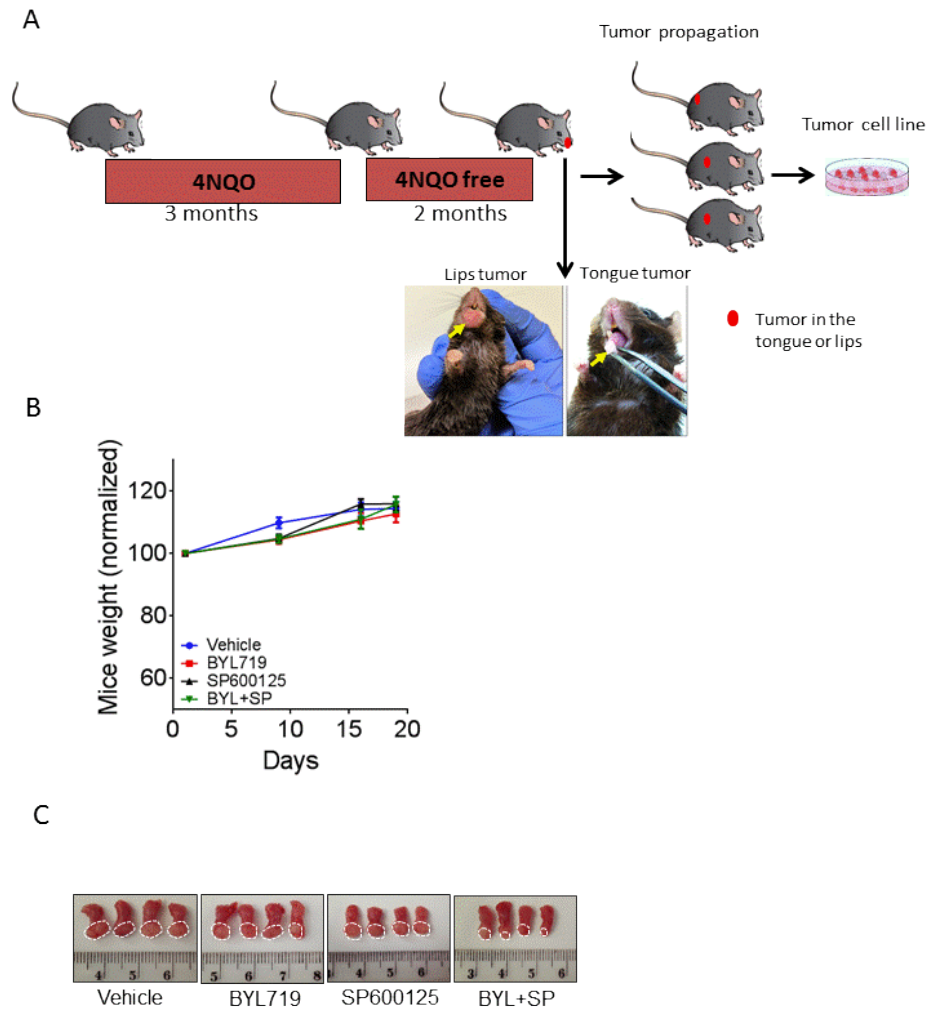 A
Tumor propagation
Tumor cell line
4NQO
4NQO free
3 months
2 months
Lips tumor
Tongue tumor
Tumor in the
tongue or lips
B
Mice weight (normalized)
120
100
80
60
Vehicle
BYL719
SP600125
BYL+SP
0 5 10 15 20
Days
C
4 5 6
5 6 7 8
4 5 6
3 4 5 6
Vehicle BYL719 SP600125 BYL+SP